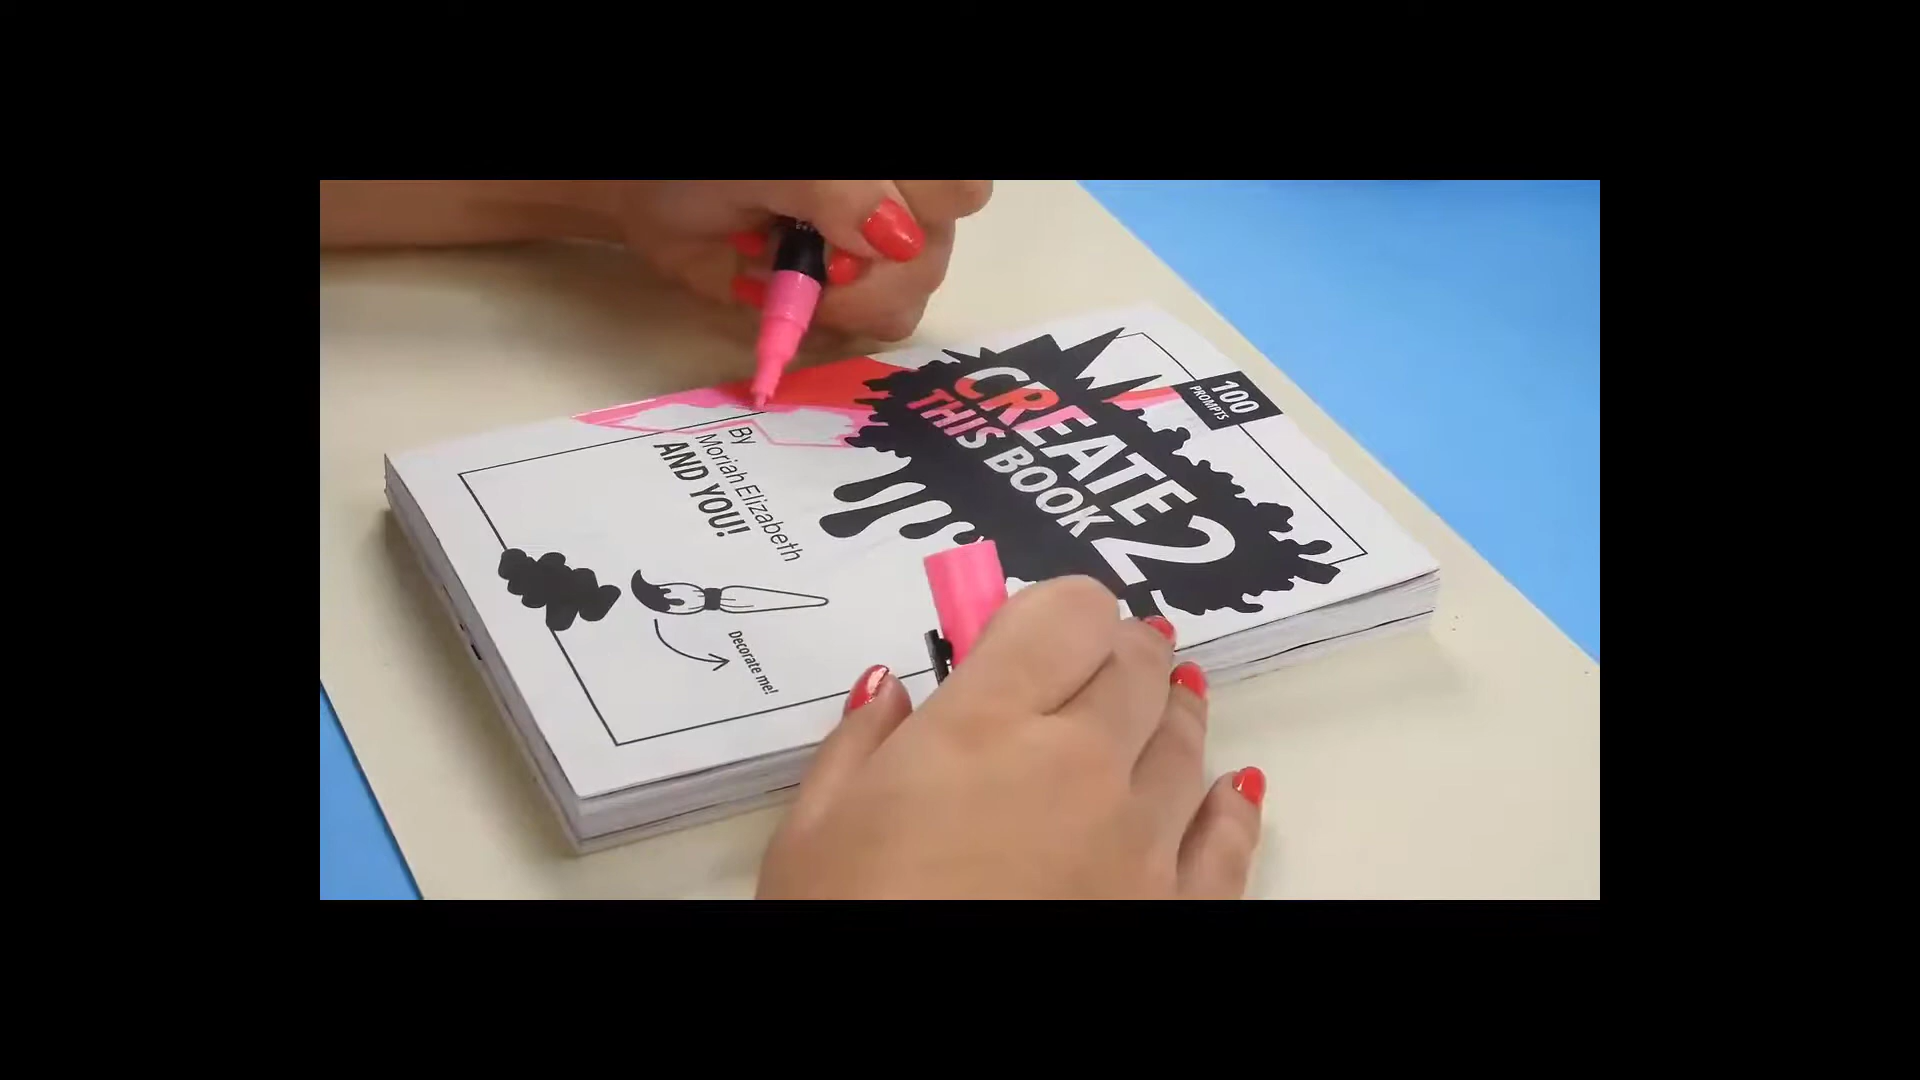 100
PROMPTS
CREATE
THIS BOOK 2
By
Moriah Elizabeth
AND YOU!
Decorate me!